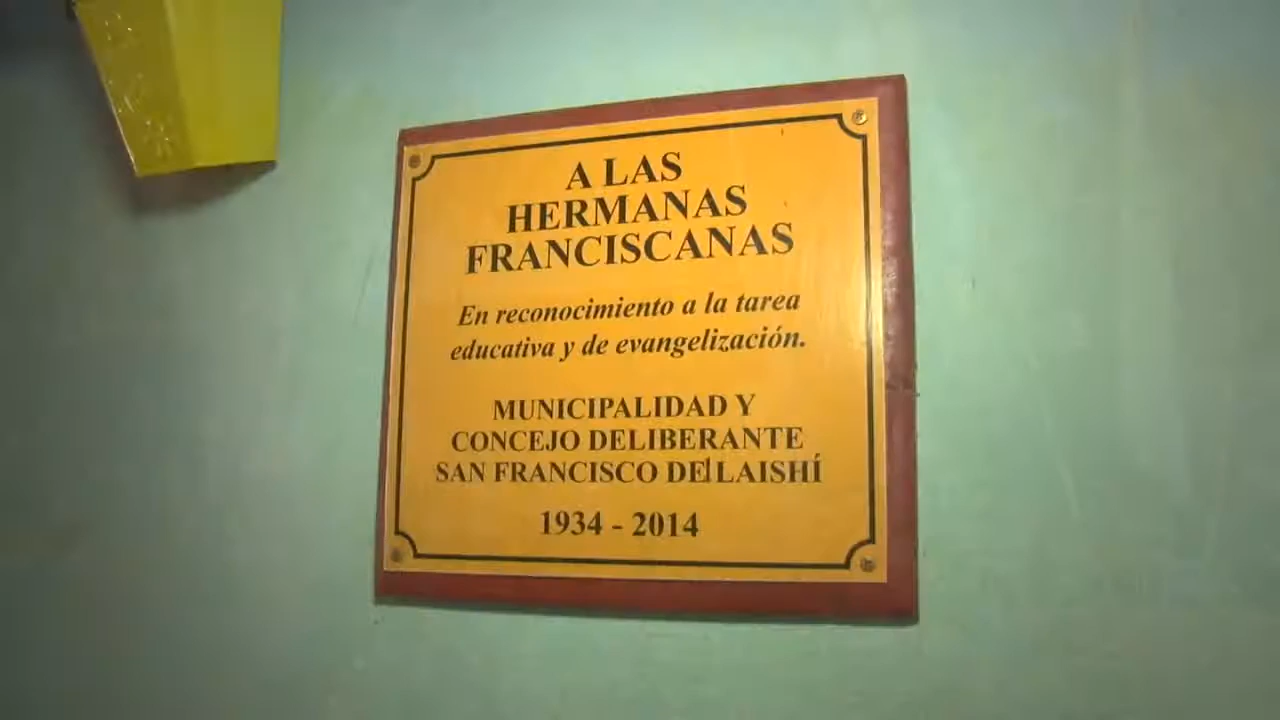 A LAS
HERMANAS
FRANCISCANAS
En reconocimiento a la tarea
educativa y de evangelización.
MUNICIPALIDAD Y
CONCEJO DELIBERANTE
SAN FRANCISCO DE LAISHÍ
1934 - 2014